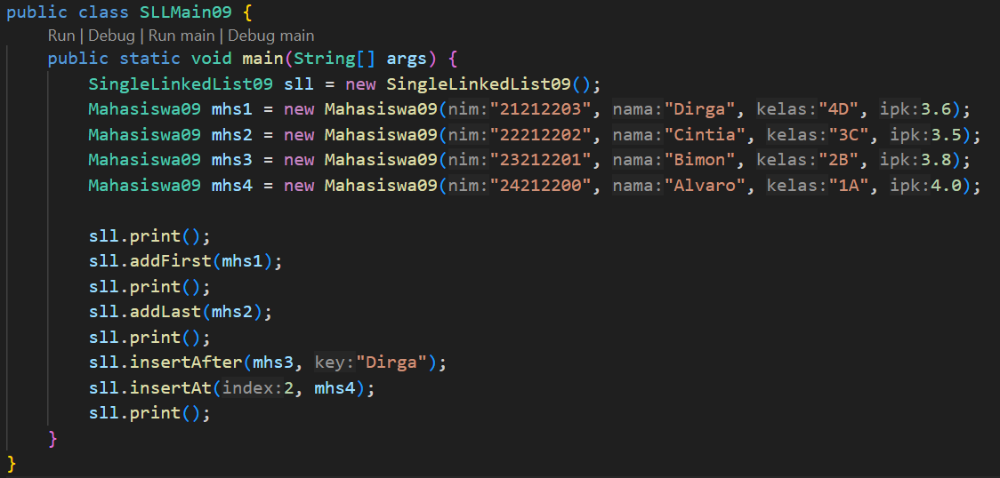 public class SLLMain09 {
Run | Debug | Run main | Debug main
public static void main(String[] args) {
SingleLinkedList09 sll = new SingleLinkedList09();
Mahasiswa09 mhs1 = new Mahasiswa09(nim:"21212203", nama:"Dirga", kelas:"4D", ipk:3.6);
Mahasiswa09 mhs2 = new Mahasiswa09(nim:"22212202", nama:"Cintia", kelas:"3C", ipk:3.5);
Mahasiswa09 mhs3 = new Mahasiswa09(nim:"23212201", nama:"Bimon", kelas:"2B", ipk:3.8);
Mahasiswa09 mhs4 = new Mahasiswa09(nim:"24212200", nama:"Alvaro", kelas:"1A", ipk:4.0);
sll.print();
sll.addFirst(mhs1);
sll.print();
sll.addLast(mhs2);
sll.print();
sll.insertAfter(mhs3, key:"Dirga");
sll.insertAt(index:2, mhs4);
sll.print();
}
}